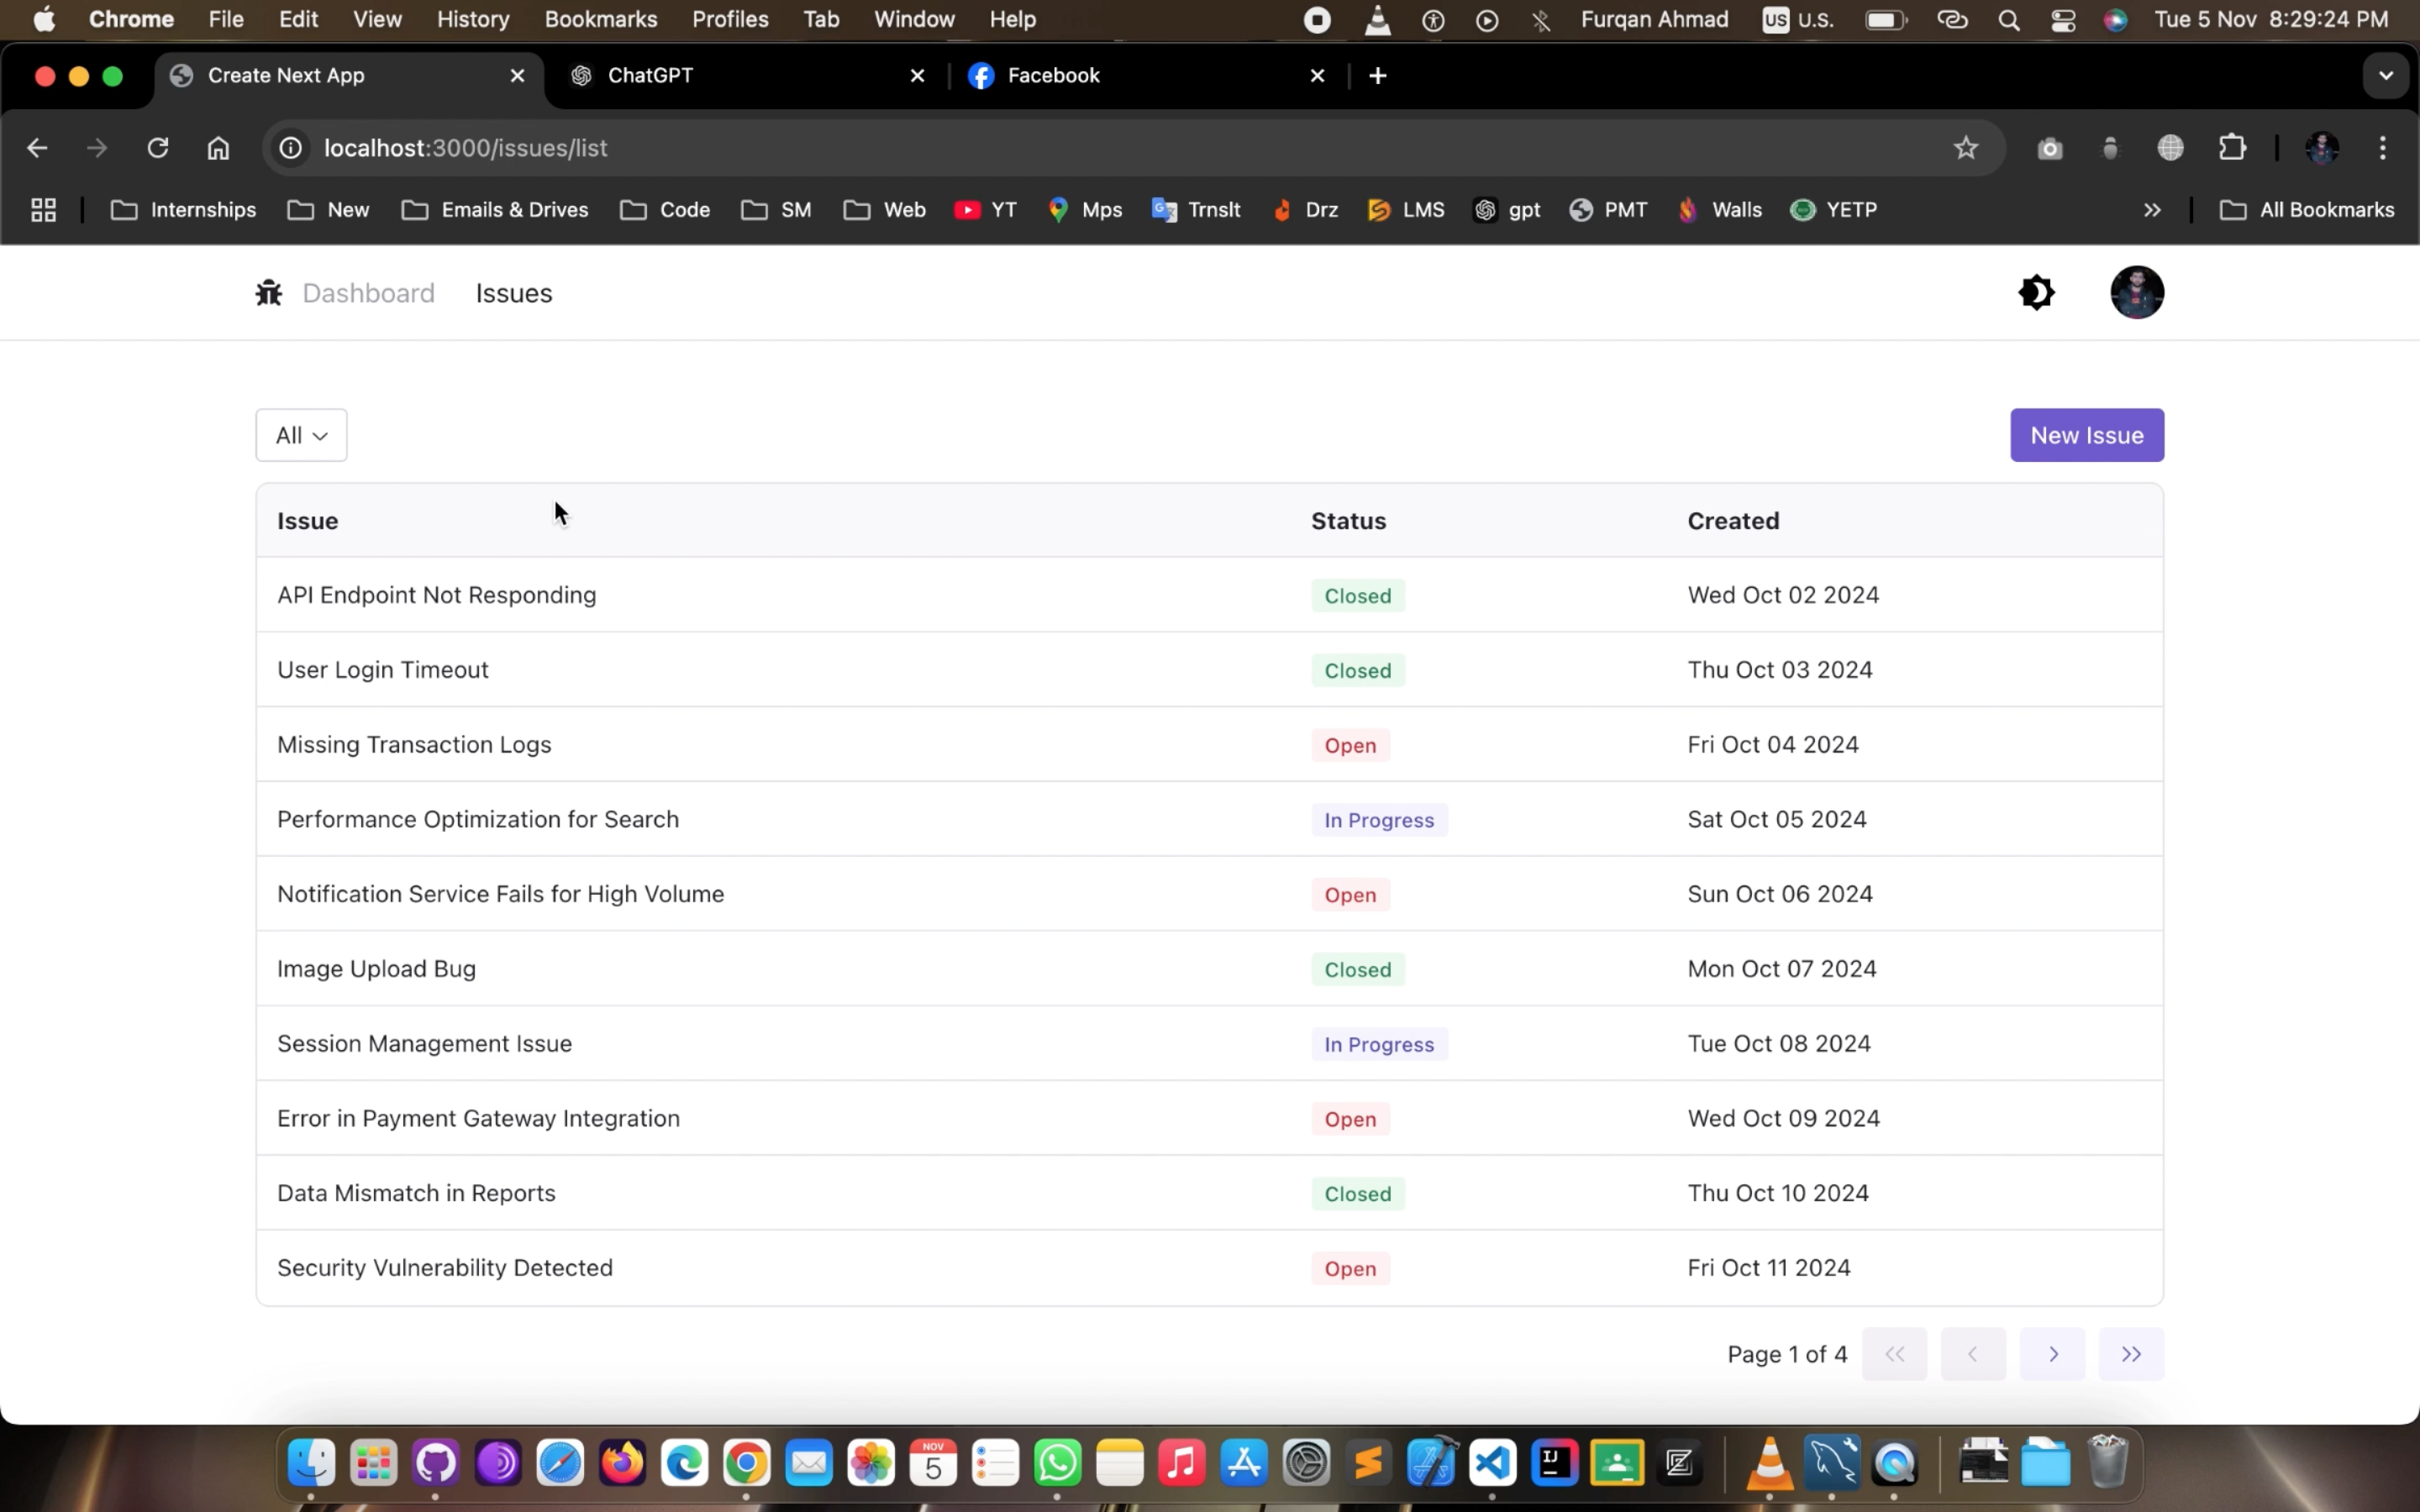 Chrome File Edit View History Bookmarks Profiles Tab Window Help Furqan Ahmad US U.S. Tue 5 Nov 8:29:24 PM
Create Next App ChatGPT Facebook
localhost:3000/issues/list
Internships New Emails & Drives Code SM Web YT Mps Trnslt Drz LMS gpt PMT Walls YETP All Bookmarks
Dashboard Issues
All New Issue
Issue Status Created
API Endpoint Not Responding Closed Wed Oct 02 2024
User Login Timeout Closed Thu Oct 03 2024
Missing Transaction Logs Open Fri Oct 04 2024
Performance Optimization for Search In Progress Sat Oct 05 2024
Notification Service Fails for High Volume Open Sun Oct 06 2024
Image Upload Bug Closed Mon Oct 07 2024
Session Management Issue In Progress Tue Oct 08 2024
Error in Payment Gateway Integration Open Wed Oct 09 2024
Data Mismatch in Reports Closed Thu Oct 10 2024
Security Vulnerability Detected Open Fri Oct 11 2024
Page 1 of 4
NOV
5 IJ